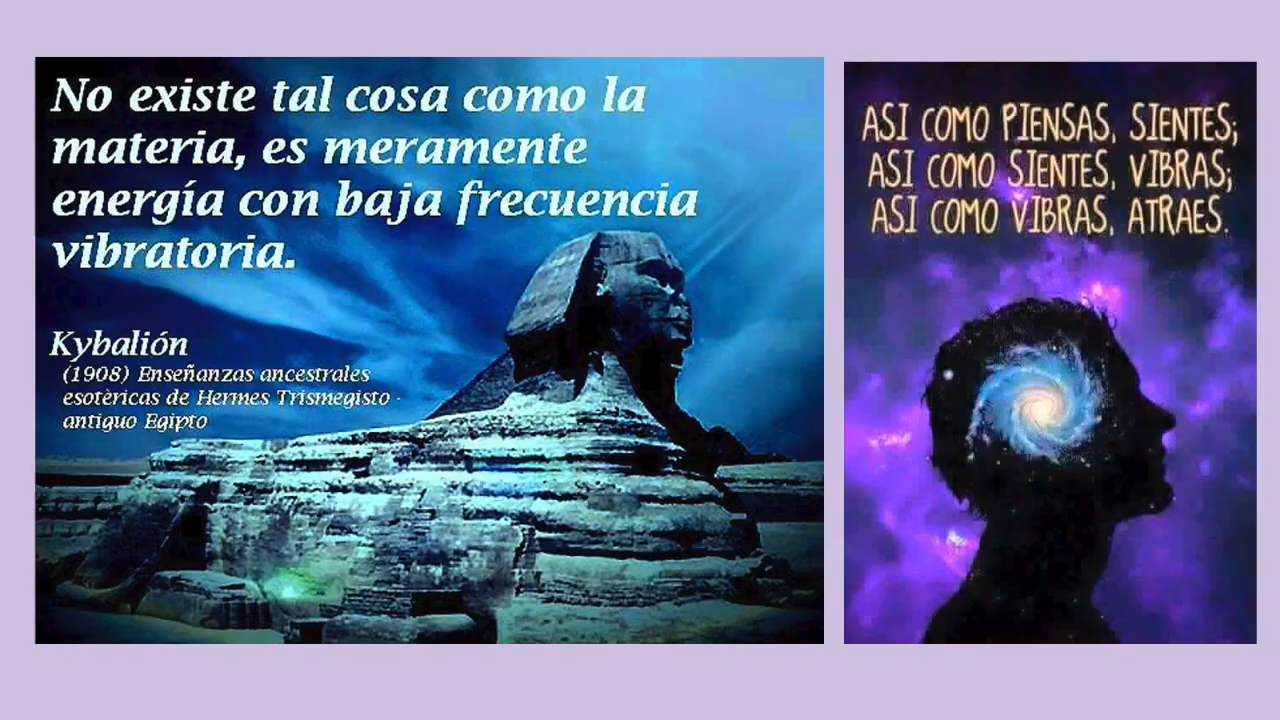 No existe tal cosa como la
materia, es meramente
energía con baja frecuencia
vibratoria.
Kybalión
(1908) Enseñanzas ancestrales
esotèricas de Hermes Trismegisto -
antiguo Egipto
ASI COMO PIENSAS, SIENTES;
ASI COMO SIENTES, VIBRAS;
ASI COMO VIBRAS, ATRAES.